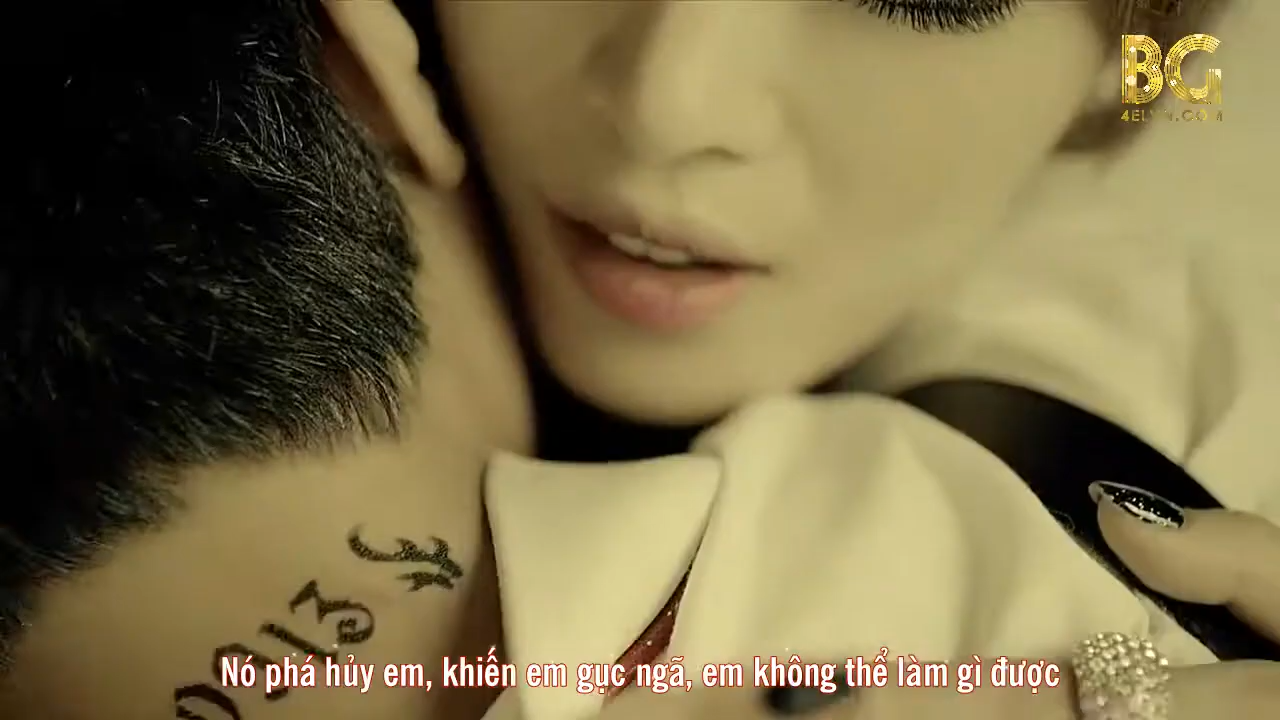 BG
4ELVN.COM
Nó phá hủy em, khiến em gục ngã, em không thể làm gì được